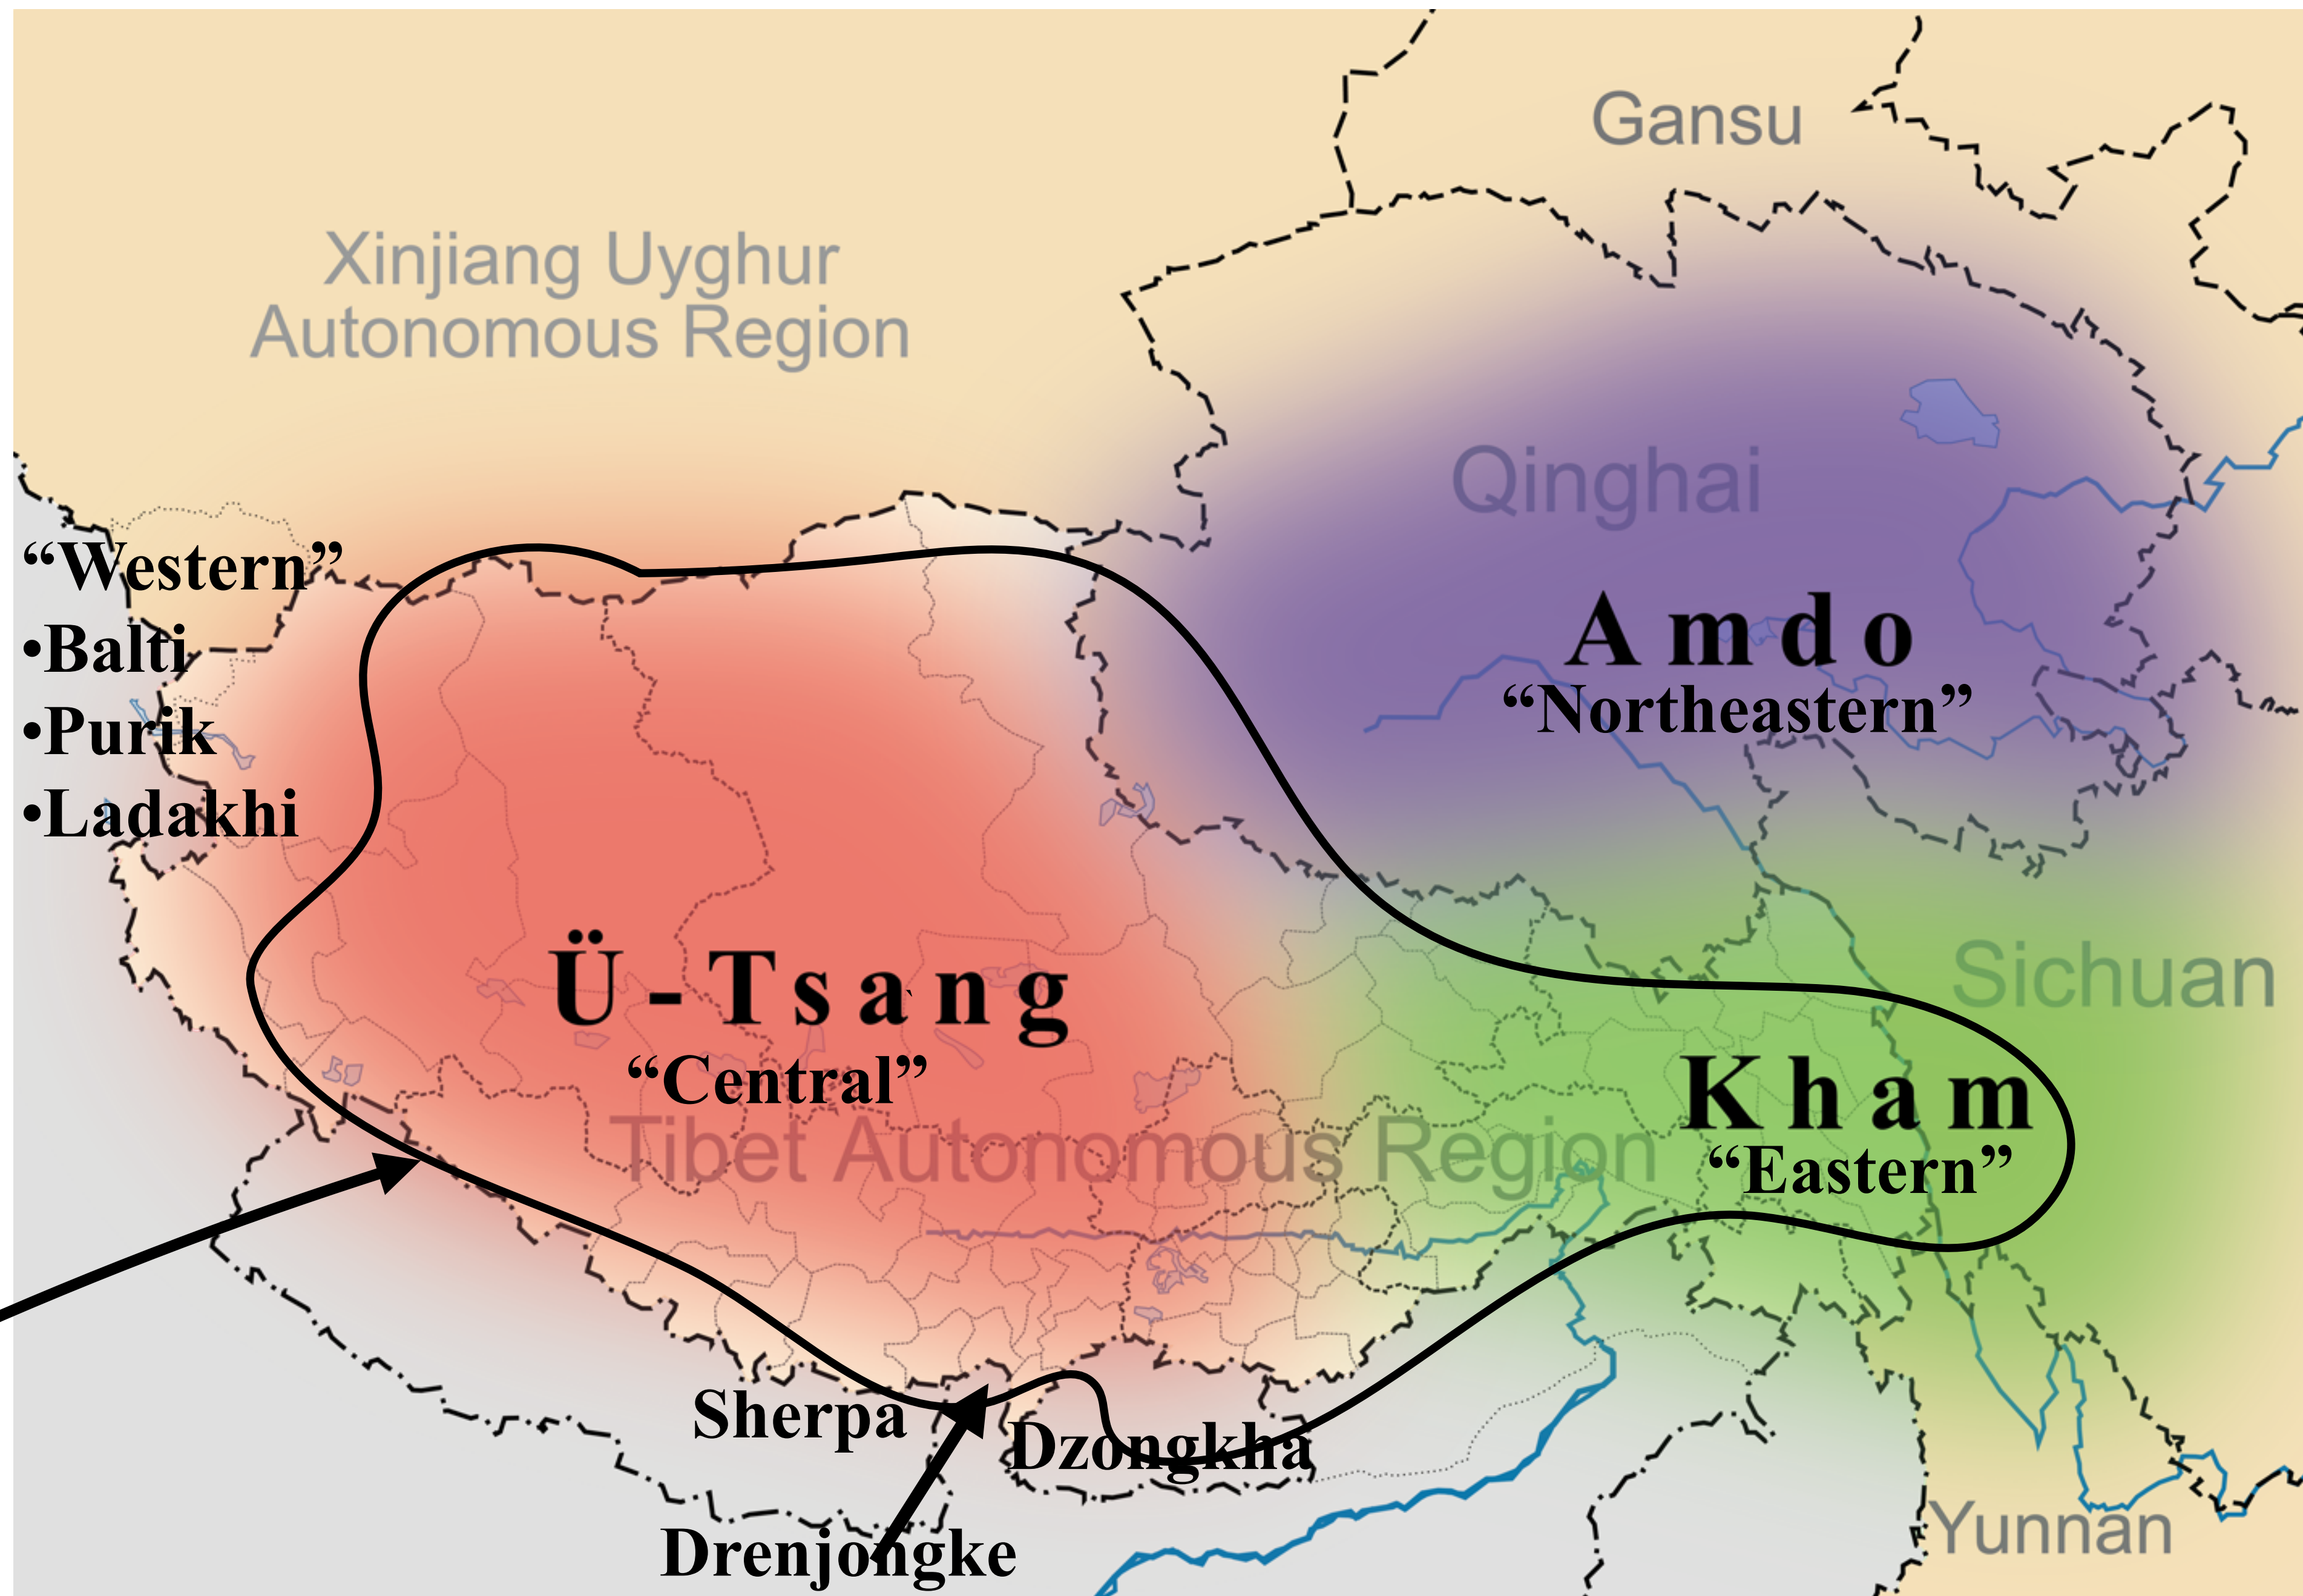 Gansu
Xinjiang Uyghur
Autonomous Region
Qinghai
“Western”
•Balti
•Purik
•Ladakhi
Amdo
“Northeastern”
Ü-Tsang
“Central”
Sichuan
Kham
“Eastern”
Tibet Autonomous Region
Sherpa
Dzongkha
Drenjongke
Yunnan